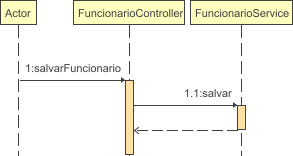 Actor
FuncionarioController
FuncionarioService
1:salvarFuncionario
1.1:salvar